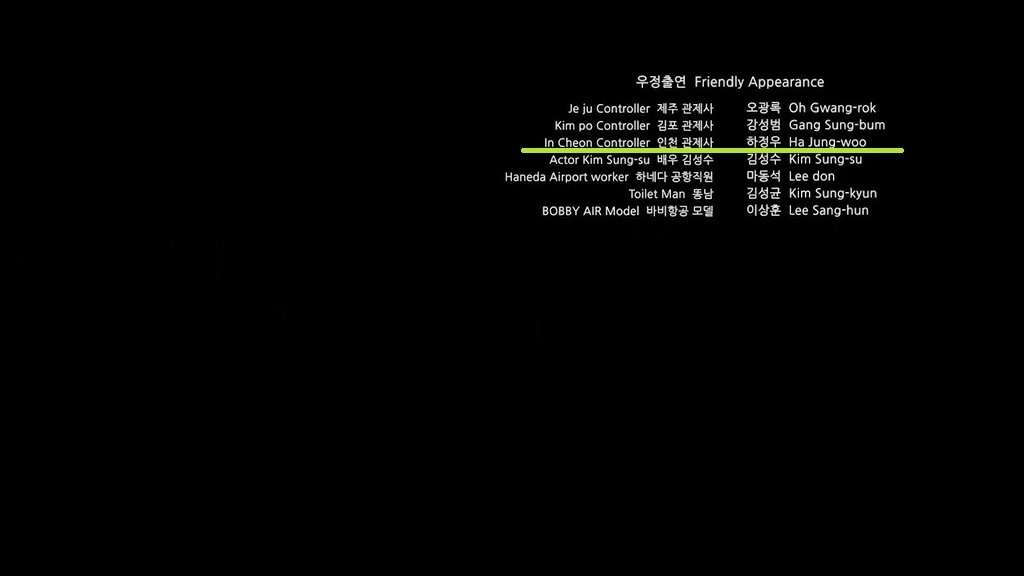 우정출연 Friendly Appearance
Je ju Controller 제주 관제사 오광록 Oh Gwang-rok
Kim po Controller 김포 관제사 강성범 Gang Sung-bum
In Cheon Controller 인천 관제사 하정우 Ha Jung-woo
Actor Kim Sung-su 배우 김성수 김성수 Kim Sung-su
Haneda Airport worker 하네다 공항직원 마동석 Lee don
Toilet Man 똥남 김성균 Kim Sung-kyun
BOBBY AIR Model 바비항공 모델 이상훈 Lee Sang-hun